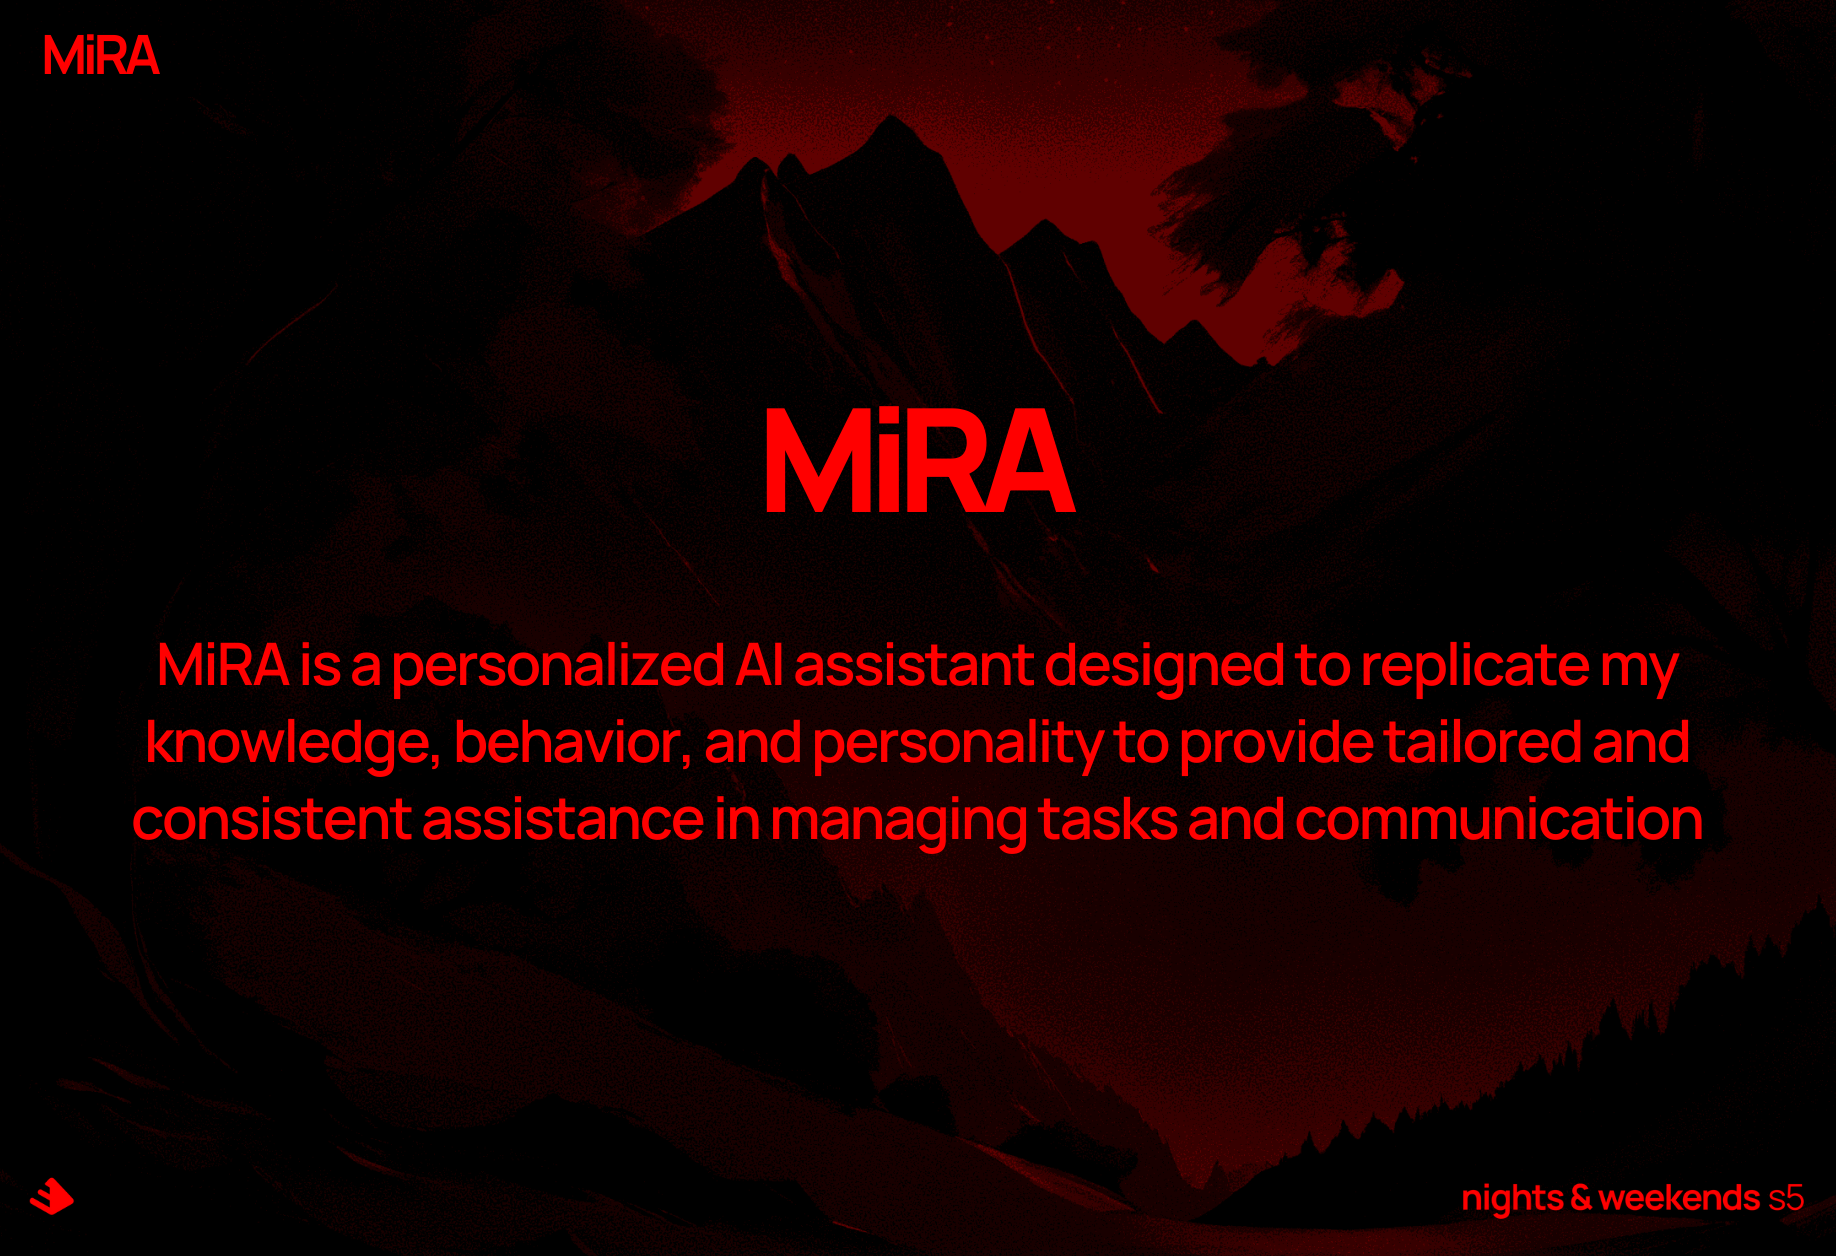 MiRA
MiRA
MiRA is a personalized AI assistant designed to replicate my
knowledge, behavior, and personality to provide tailored and
consistent assistance in managing tasks and communication
nights & weekends s5